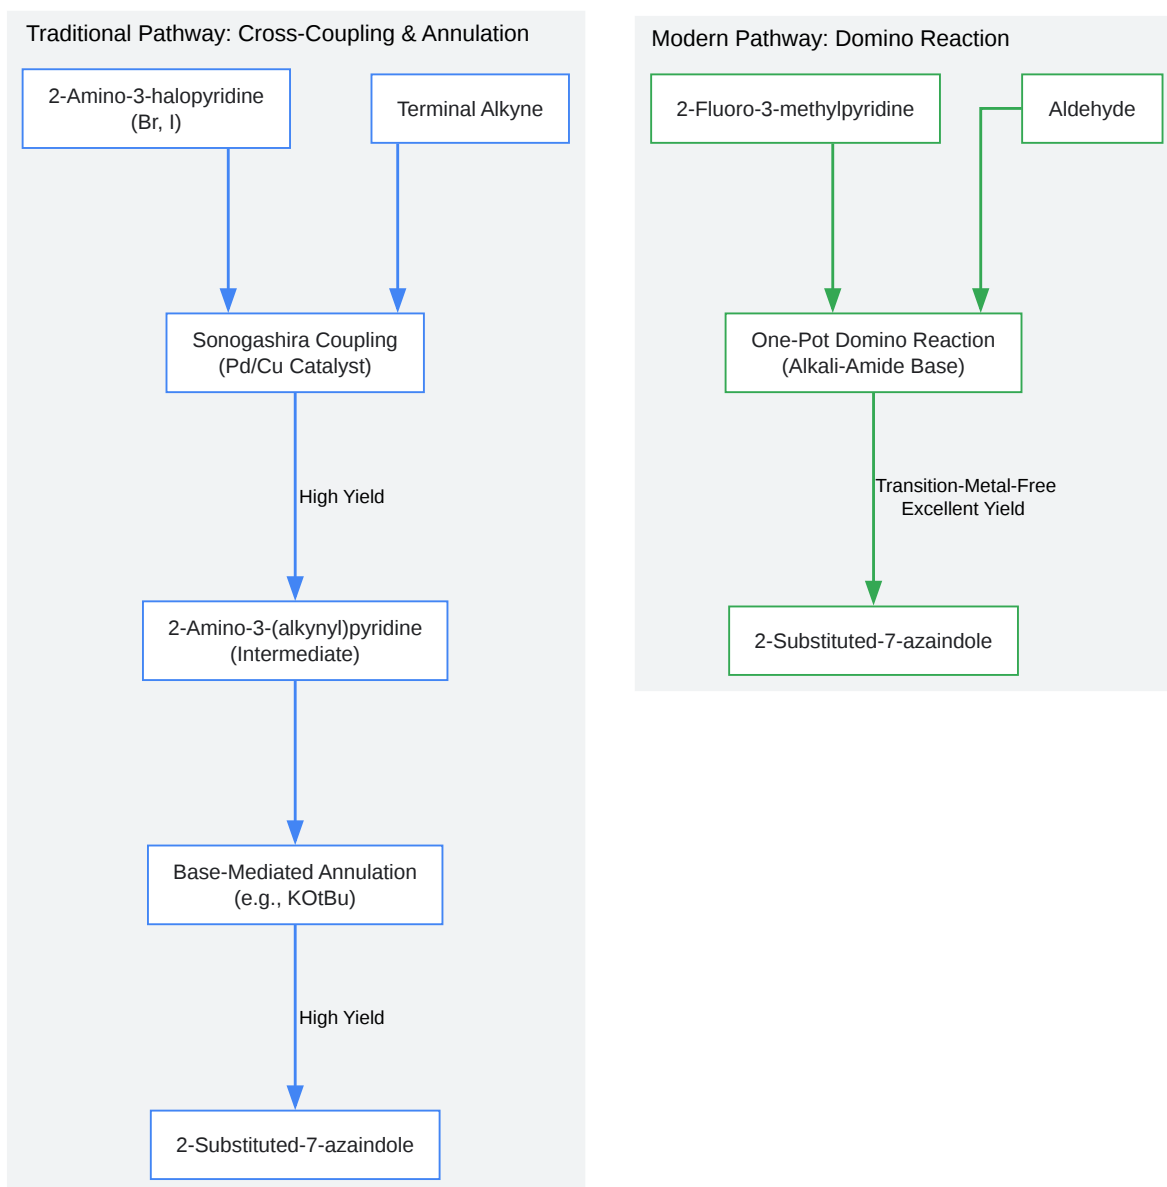 Traditional Pathway: Cross-Coupling & Annulation
2-Amino-3-halopyridine
(Br, I)
Terminal Alkyne
Sonogashira Coupling
(Pd/Cu Catalyst)
High Yield
2-Amino-3-(alkynyl)pyridine
(Intermediate)
Base-Mediated Annulation
(e.g., KOtBu)
High Yield
2-Substituted-7-azaindole
Modern Pathway: Domino Reaction
2-Fluoro-3-methylpyridine
Aldehyde
One-Pot Domino Reaction
(Alkali-Amide Base)
Transition-Metal-Free
Excellent Yield
2-Substituted-7-azaindole